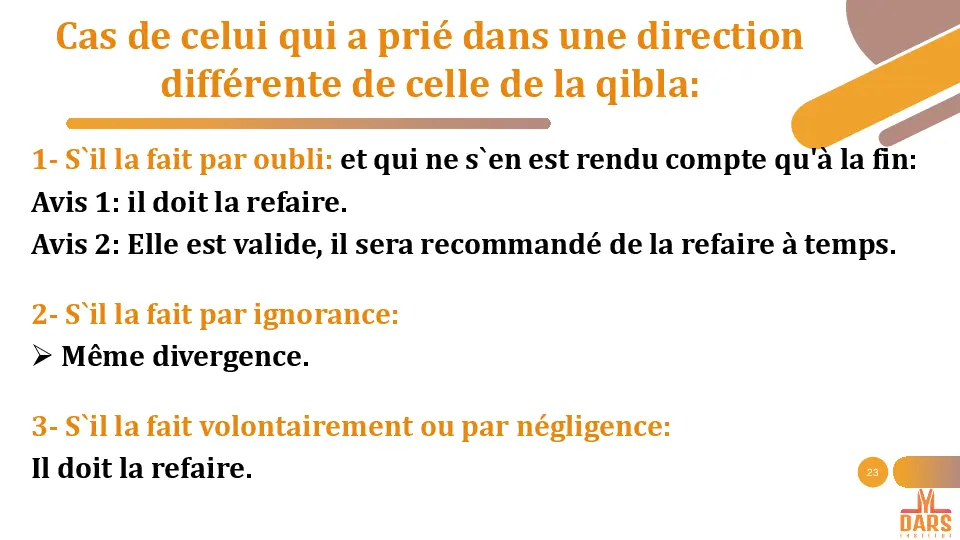 Cas de celui qui a prié dans une direction
différente de celle de la qibla:
1- S`il la fait par oubli: et qui ne s`en est rendu compte qu'à la fin:
Avis 1: il doit la refaire.
Avis 2: Elle est valide, il sera recommandé de la refaire à temps.
2- S`il la fait par ignorance:
➢ Même divergence.
3- S`il la fait volontairement ou par négligence:
Il doit la refaire.
23
DARS
INSTITUT